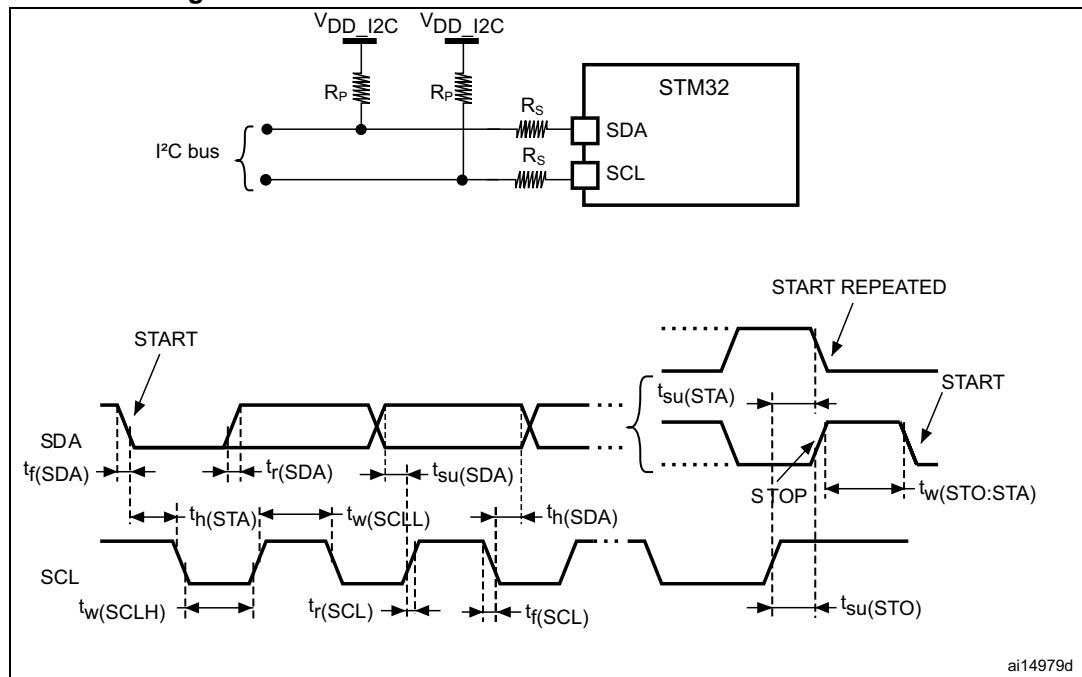 VDD_I2C VDD_I2C
RP RP
STM32
RS
SDA
I²C bus
RS
SCL
START REPEATED
START
tsu(STA)
START
SDA
tf(SDA) tr(SDA) tsu(SDA)
STOP
tw(STO:STA)
th(STA) tw(SCLL) th(SDA)
SCL
tw(SCLH) tr(SCL) tf(SCL) tsu(STO)
ai14979d